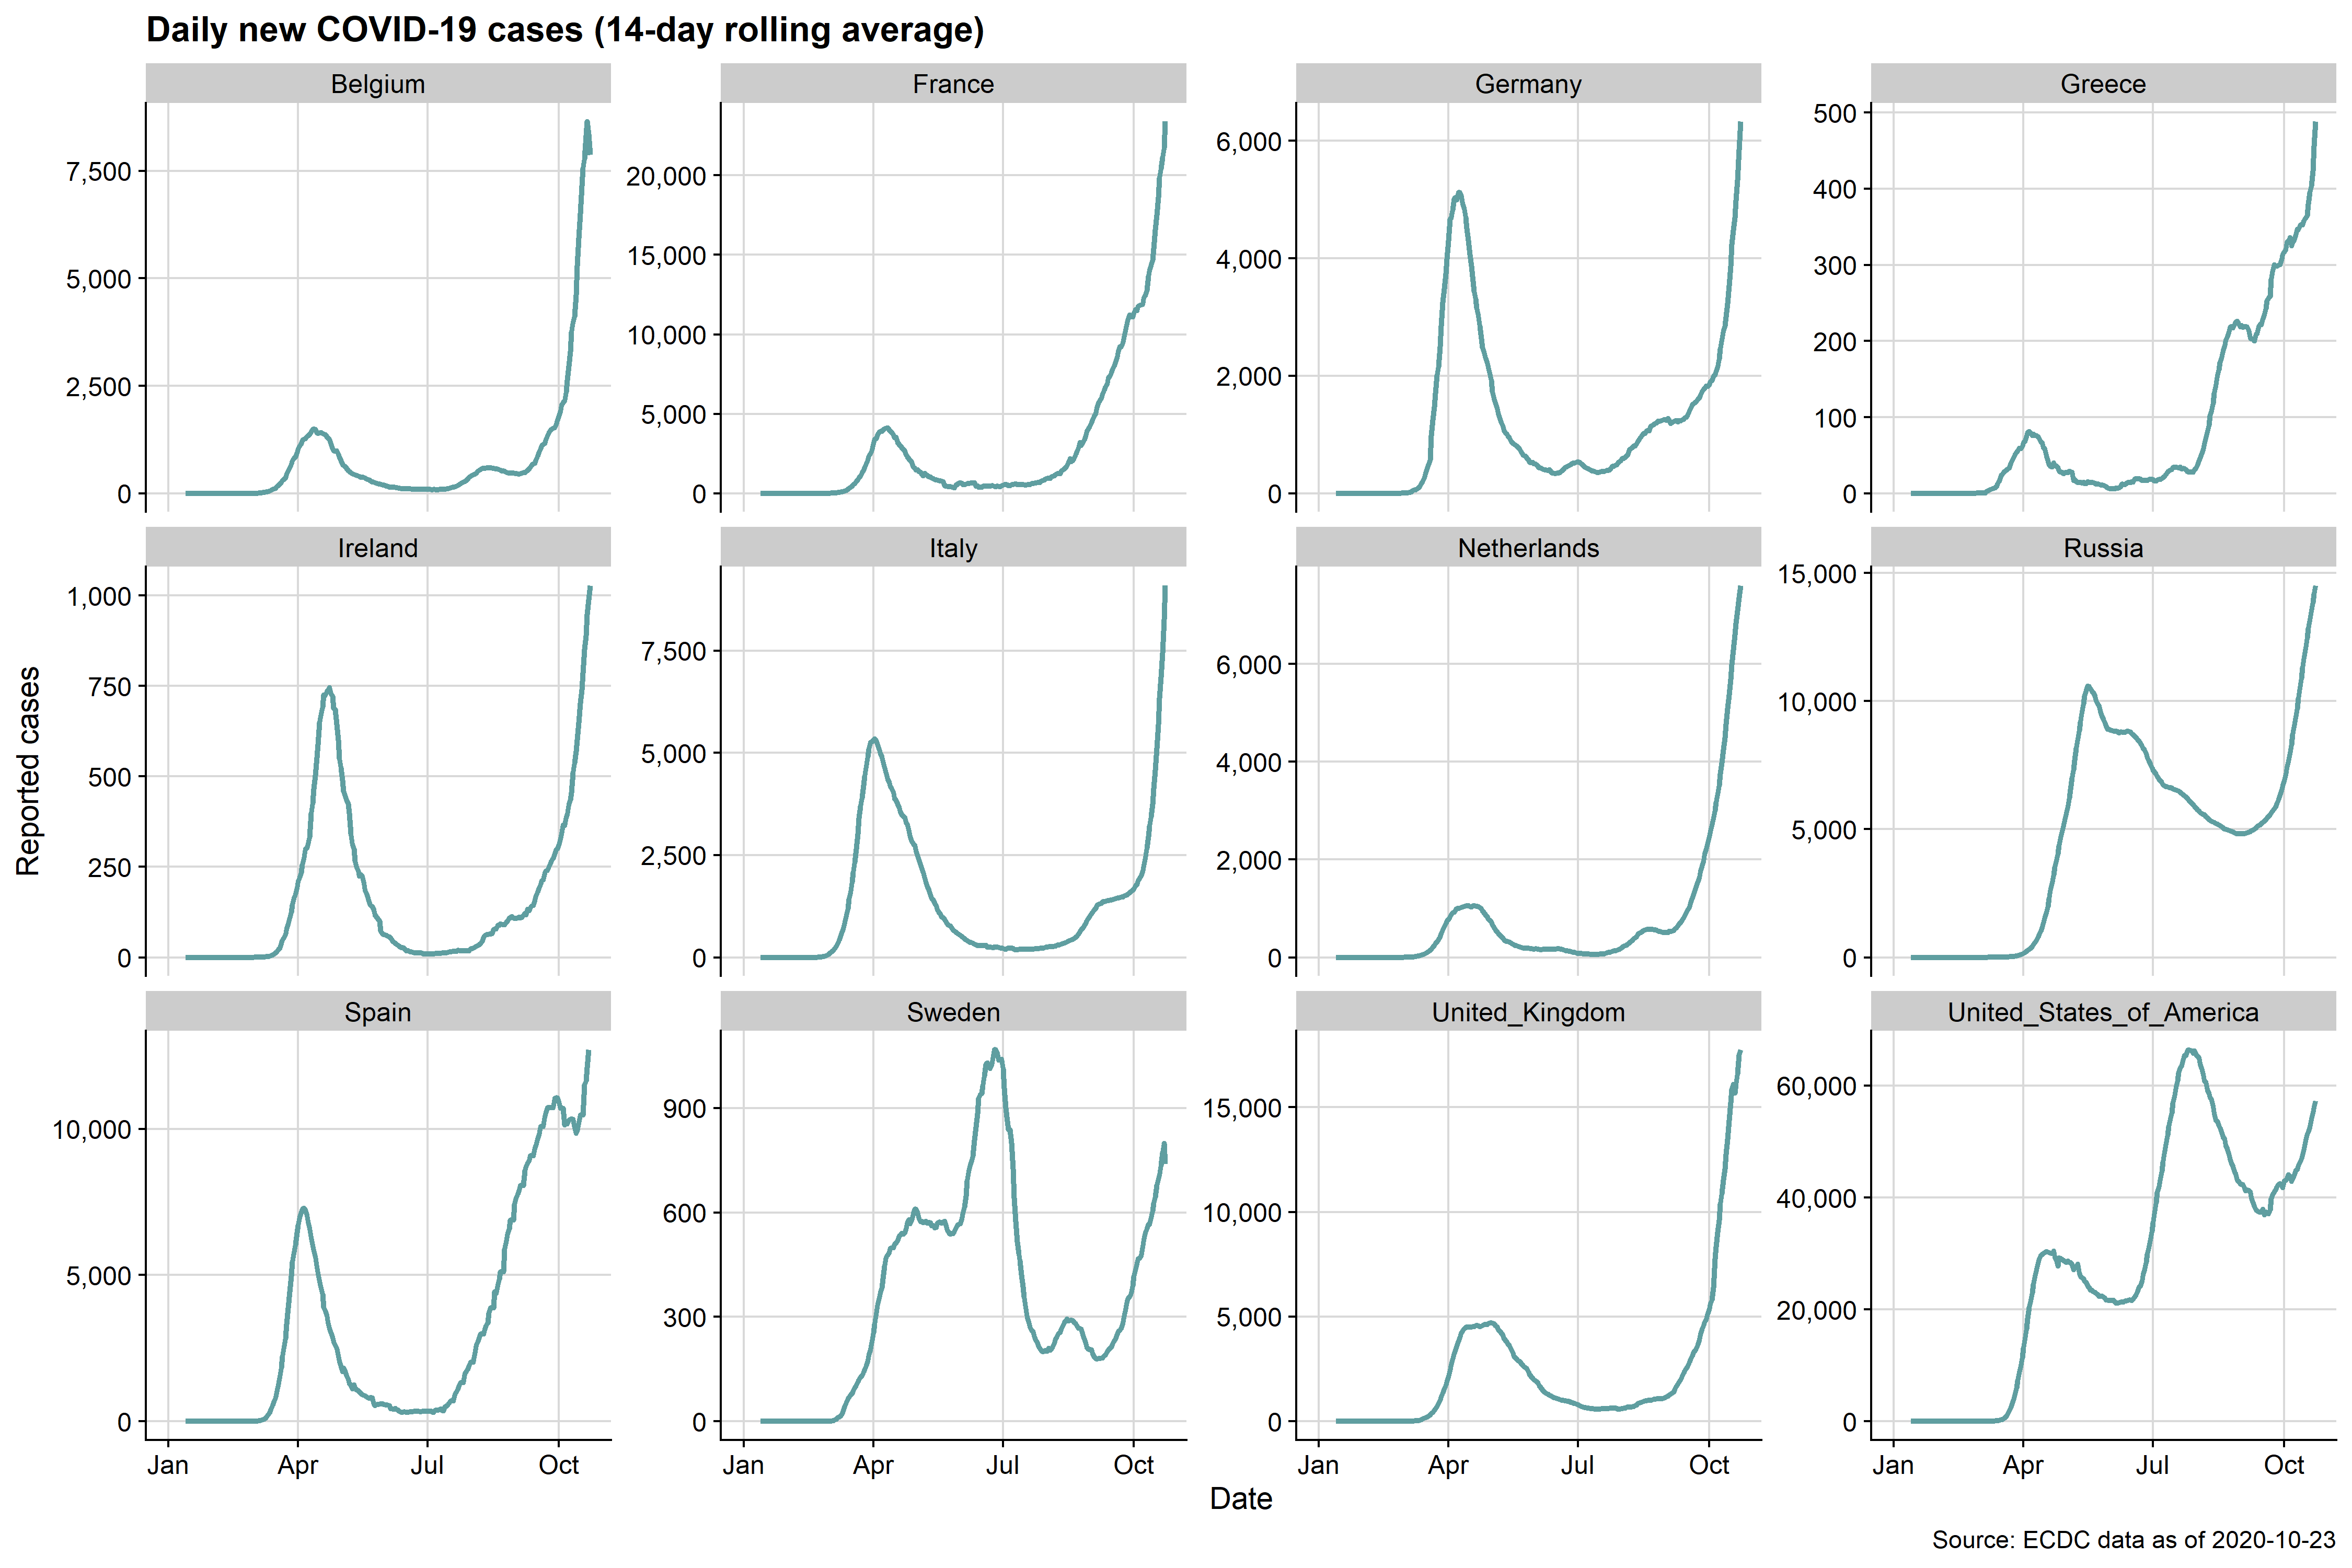 Daily new COVID-19 cases (14-day rolling average)
Belgium
France
Germany
Greece
7,500
5,000
2,500
0
20,000
15,000
10,000
5,000
0
6,000
4,000
2,000
0
500
400
300
200
100
0
Ireland
Italy
Netherlands
Russia
1,000
750
500
250
0
7,500
5,000
2,500
0
6,000
4,000
2,000
0
15,000
10,000
5,000
0
Reported cases
Spain
Sweden
United_Kingdom
United_States_of_America
10,000
5,000
0
900
600
300
0
15,000
10,000
5,000
0
60,000
40,000
20,000
0
Jan Apr Jul Oct
Jan Apr Jul Oct
Jan Apr Jul Oct
Jan Apr Jul Oct
Date
Source: ECDC data as of 2020-10-23